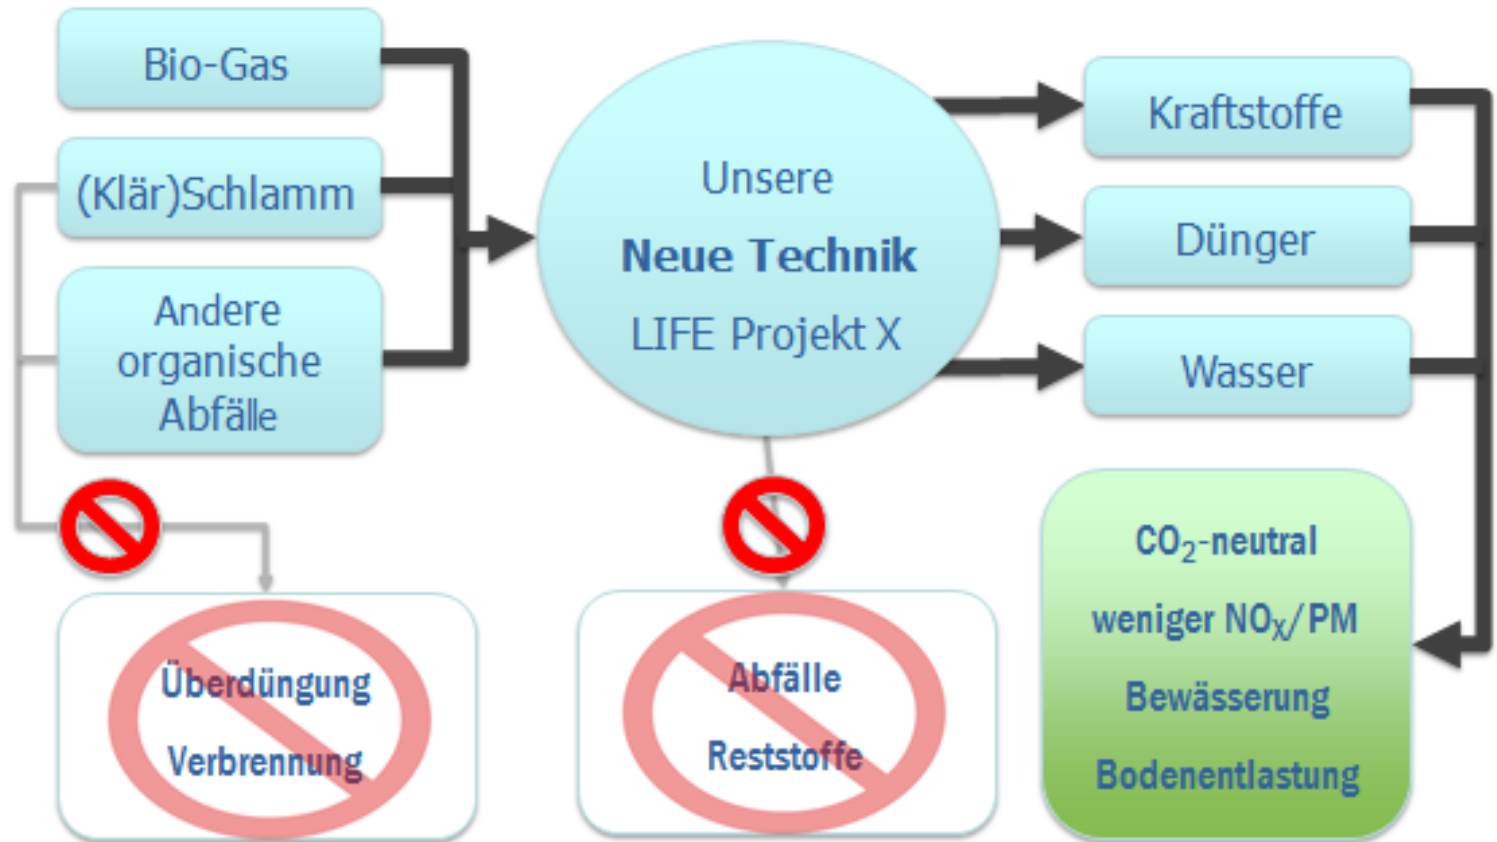 Bio-Gas
(Klär)Schlamm
Andere
organische
Abfälle
Unsere
Neue Technik
LIFE Projekt X
Kraftstoffe
Dünger
Wasser
Überdüngung
Verbrennung
Abfälle
Reststoffe
CO₂-neutral
weniger NOₓ/PM
Bewässerung
Bodenentlastung